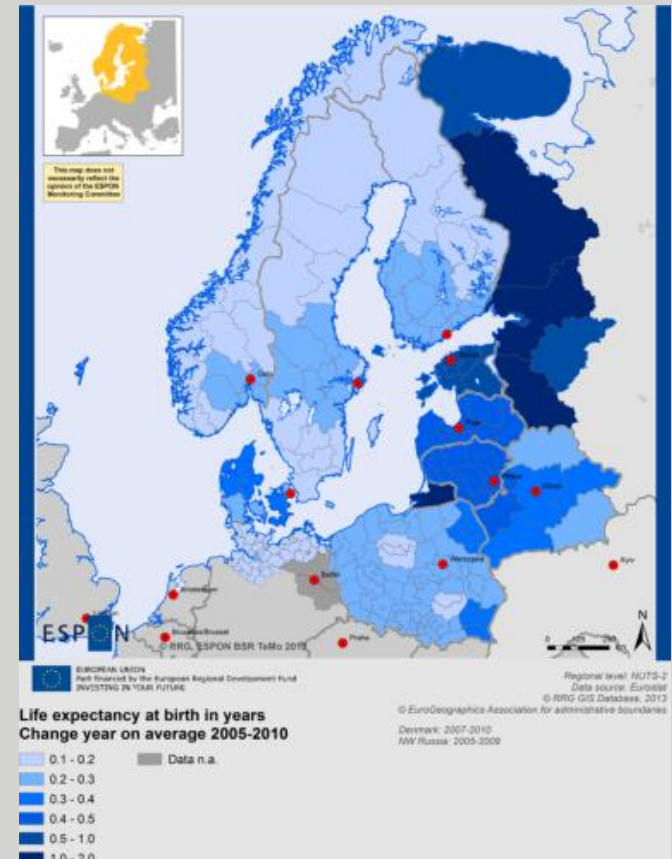 This map does not
necessarily reflect the
opinion of the ESPON
Monitoring Committee
Oslo
Riga
Warszawa
Berlin
Kyiv
Amsterdam
Bruxelles/Brussel
Praha
ESPON
© RRG, ESPON BSR TeMo 2013
N
0
EUROPEAN UNION
Part-financed by the European Regional Development Fund
INVESTING IN YOUR FUTURE
Regional level: NUTS-2
Data source: Eurostat
© RRG GIS Database, 2013
© EuroGeographics Association for administrative boundaries
Life expectancy at birth in years
Change year on average 2005-2010
Denmark: 2007-2010
NW Russia: 2005-2009
0.1 - 0.2
Data n.a.
0.2 - 0.3
0.3 - 0.4
0.4 - 0.5
0.5 - 1.0
1.0 - 2.0